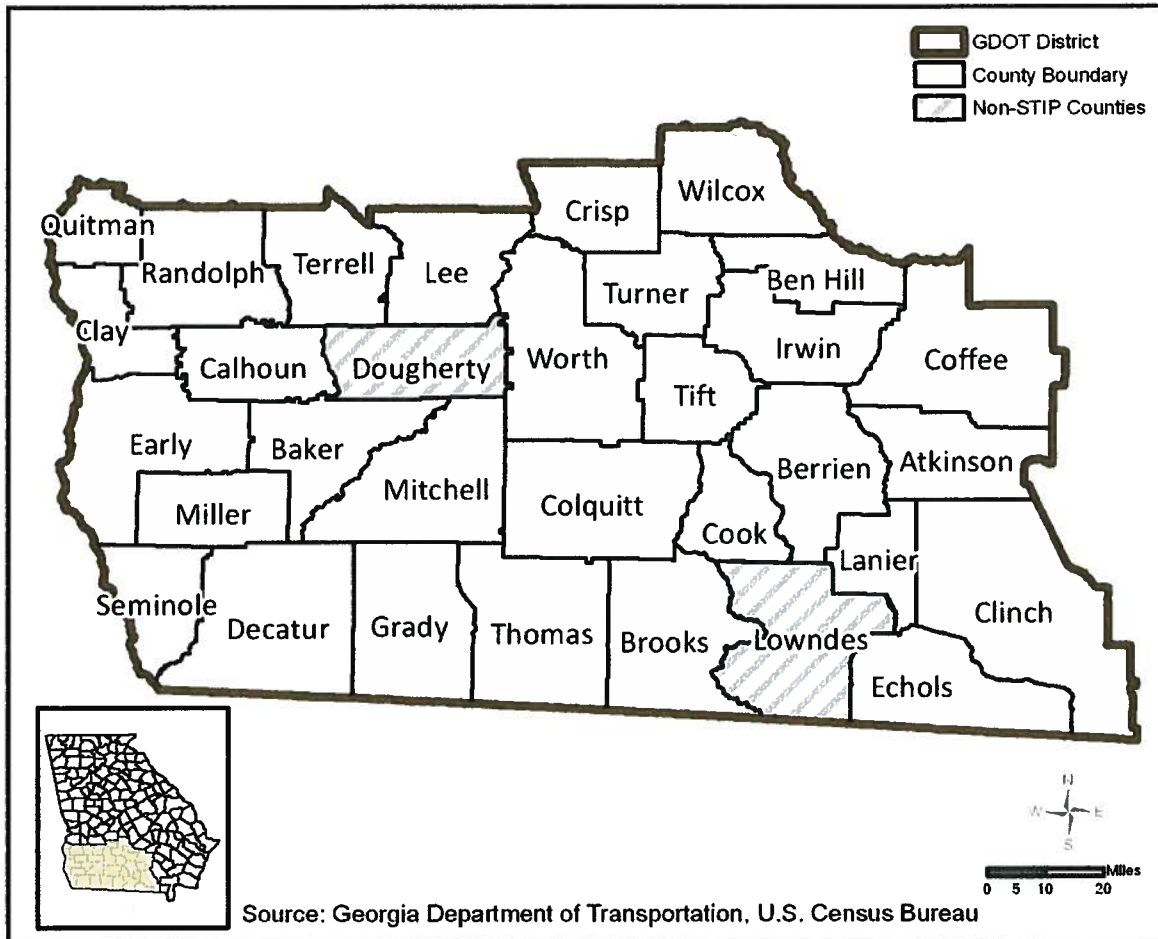 GDOT District
County Boundary
Non-STIP Counties
Wilcox
Crisp
Quitman
Randolph
Terrell
Lee
Turner
Ben Hill
Clay
Calhoun
Dougherty
Worth
Irwin
Coffee
Tift
Early
Baker
Mitchell
Berrien
Atkinson
Miller
Colquitt
Cook
Lanier
Seminole
Decatur
Grady
Thomas
Brooks
Lowndes
Clinch
Echols
N
W E
S
Miles
0 5 10 20
Source: Georgia Department of Transportation, U.S. Census Bureau